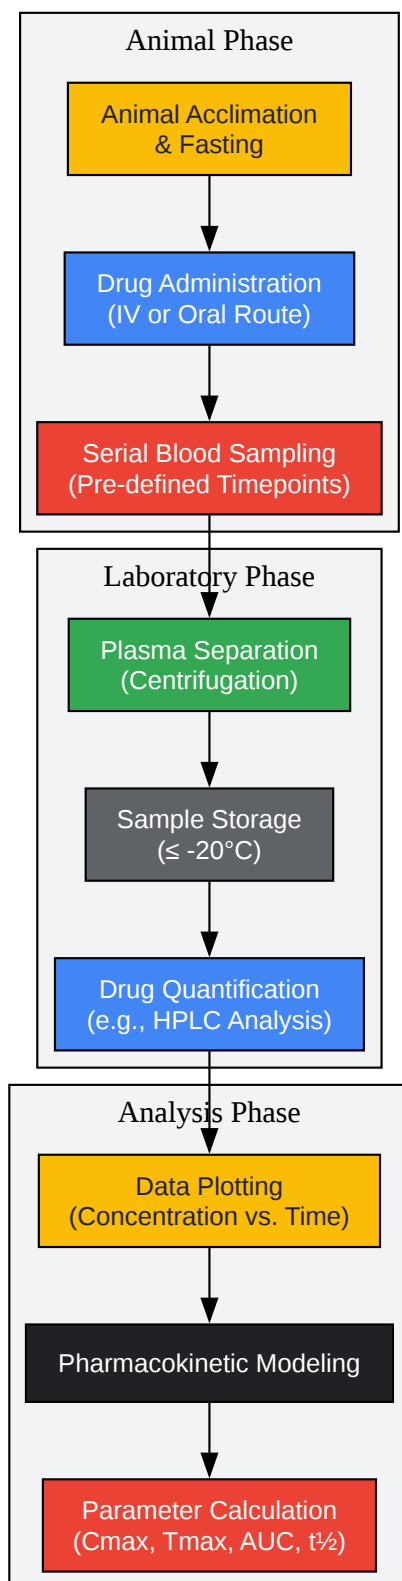 Animal Phase
Animal Acclimation
& Fasting
Drug Administration
(IV or Oral Route)
Serial Blood Sampling
(Pre-defined Timepoints)
Laboratory Phase
Plasma Separation
(Centrifugation)
Sample Storage
(≤ -20°C)
Drug Quantification
(e.g., HPLC Analysis)
Analysis Phase
Data Plotting
(Concentration vs. Time)
Pharmacokinetic Modeling
Parameter Calculation
(Cmax, Tmax, AUC, t½)